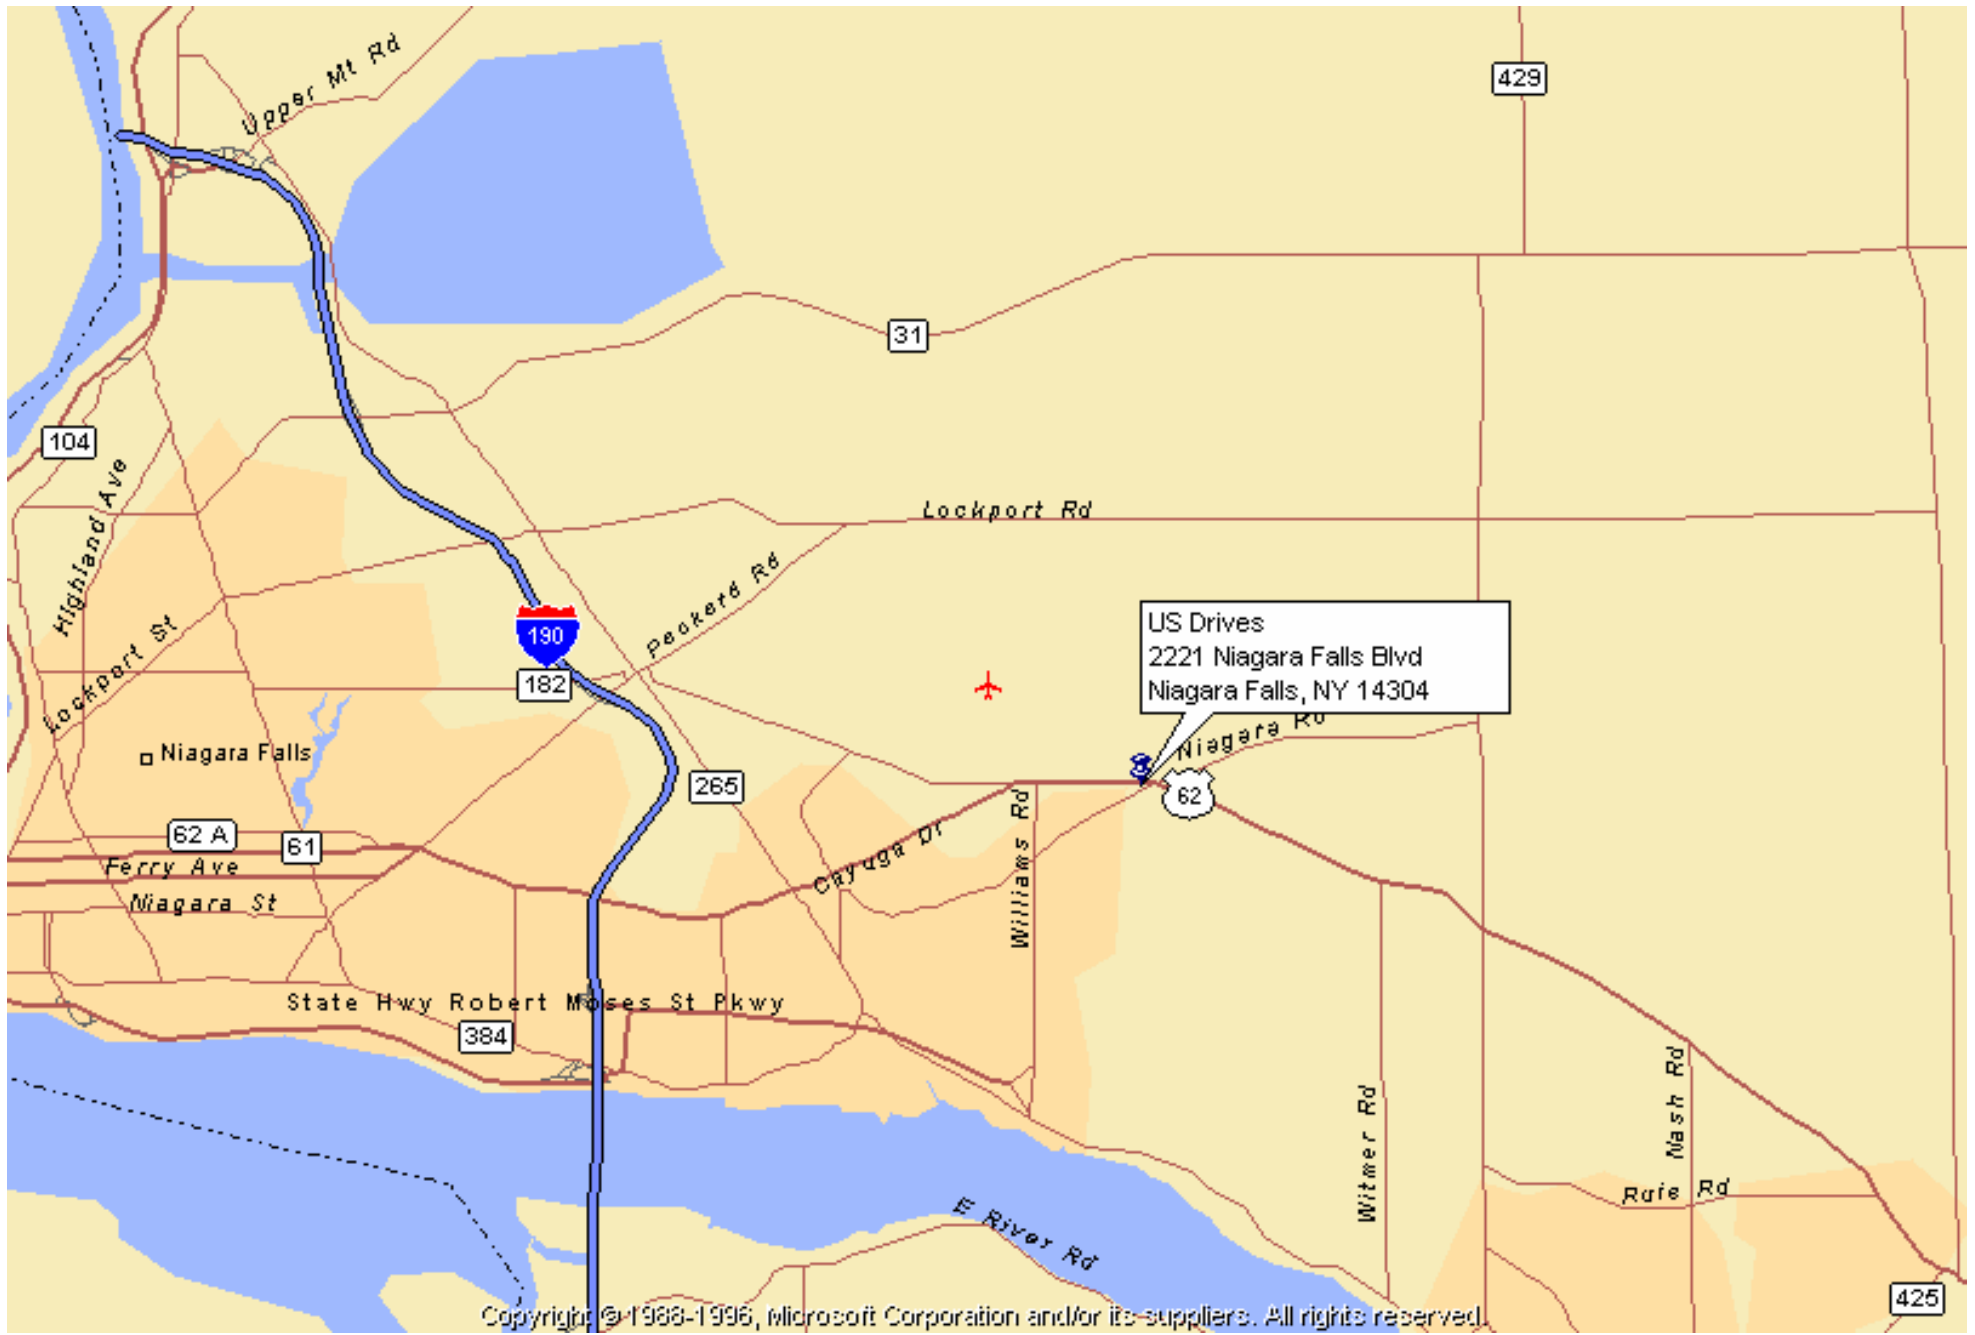 Upper Mt Rd
429
31
104
Highland Ave
Lockport Rd
Lockport St
190
Packard Rd
182
US Drives
2221 Niagara Falls Blvd
Niagara Falls, NY 14304
Niagara Rd
Niagara Falls
265
62
62 A
61
Cayuga Dr
Williams Rd
Ferry Ave
Niagara St
State Hwy Robert Moses St Pkwy
384
Nash Rd
Witmer Rd
Ruie Rd
E River Rd
425
Copyright © 1988-1996, Microsoft Corporation and/or its suppliers. All rights reserved.